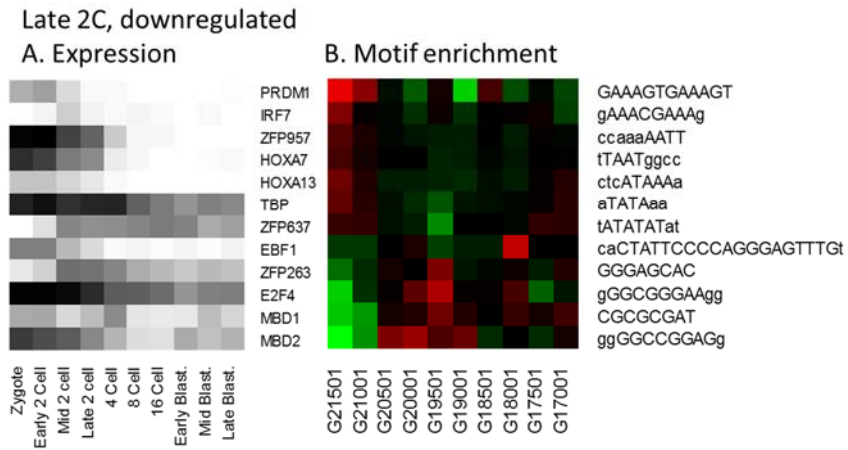 Late 2C, downregulated
A. Expression
B. Motif enrichment
PRDM1 GAAAGTGAAAGT
IRF7 gAAACGAAAg
ZFP957 ccaaaAATT
HOXA7 tTAATggcc
HOXA13 ctcATAAAa
TBP aTATAaa
ZFP637 tATATATat
EBF1 caCTATTCCCCAGGGAGTTTGt
ZFP263 GGGAGCAC
E2F4 gGGCGGGAAgg
MBD1 CGCGCGAT
MBD2 ggGGCCGGAGg
Zygote
Early 2 Cell
Mid 2 cell
Late 2 cell
4 Cell
8 Cell
16 Cell
Early Blast.
Mid Blast.
Late Blast.
G21501
G21001
G20501
G20001
G19501
G19001
G18501
G18001
G17501
G17001